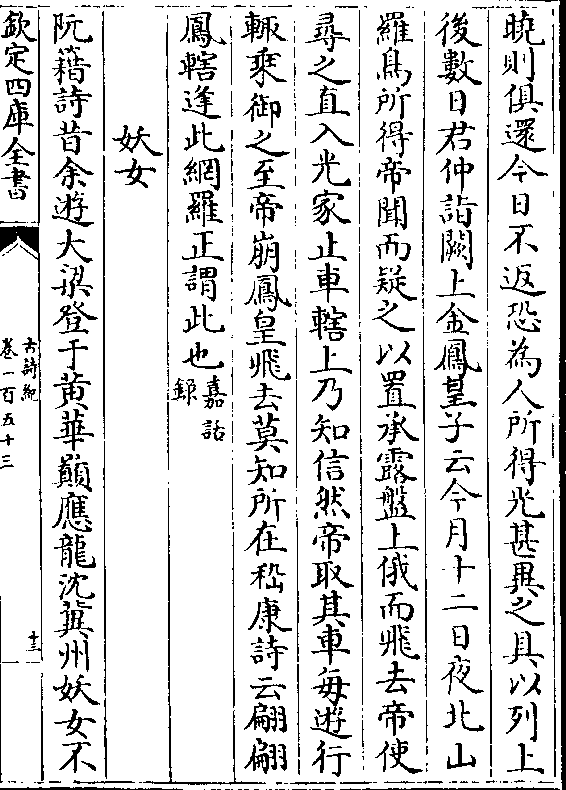 曉則俱還今日不返恐為人所得光甚異之具以列上
後數日君仲詣闕上金鳳皇子云今月十二日夜北山
羅鳥所得帝聞而疑之以置承露盤上俄而飛去帝使
尋之直入光家止車轄上乃知信然帝取其車每遊行
輙乘御之至帝崩鳳皇飛去莫知所在嵇康詩云翩翩
鳳轄逢此網羅正謂此也嘉話
錄
妖女
阮籍詩昔余遊大梁登于黃華巔應龍沈冀州妖女不
欽定四庫全書
古詩紀
卷一百五十三
十三